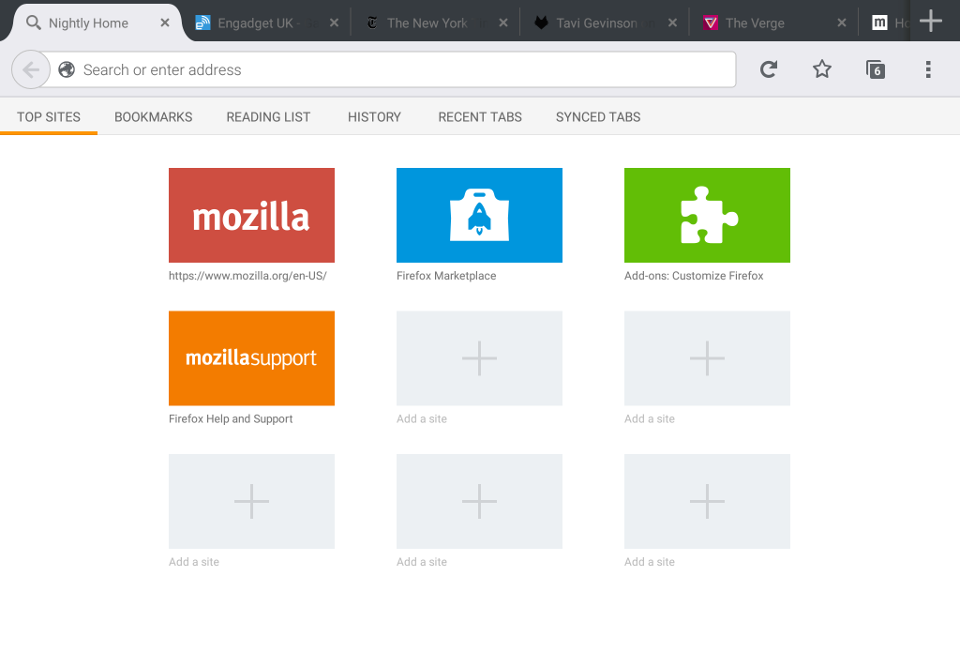 Nightly Home
Engadget UK -
The New York
Tavi Gevinson
The Verge
m
Search or enter address
6
TOP SITES
BOOKMARKS
READING LIST
HISTORY
RECENT TABS
SYNCED TABS
mozilla
https://www.mozilla.org/en-US/
Firefox Marketplace
Add-ons: Customize Firefox
mozillasupport
Firefox Help and Support
Add a site
Add a site
Add a site
Add a site
Add a site